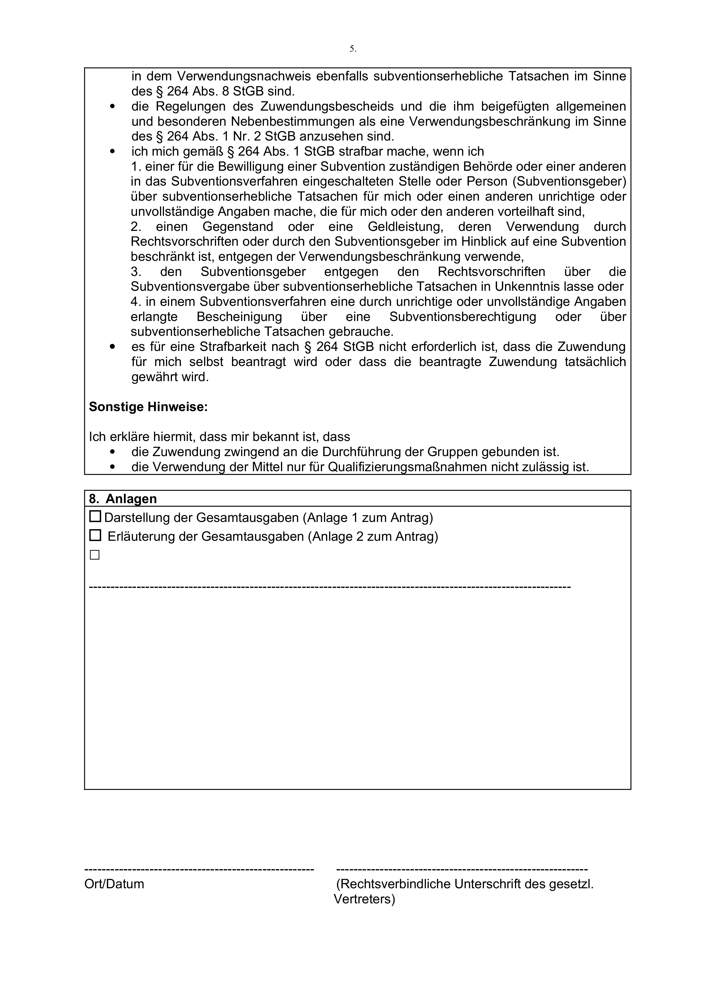 5.
in dem Verwendungsnachweis ebenfalls subventionserhebliche Tatsachen im Sinne
des § 264 Abs. 8 StGB sind.
• die Regelungen des Zuwendungsbescheids und die ihm beigefügten allgemeinen
und besonderen Nebenbestimmungen als eine Verwendungsbeschränkung im Sinne
des § 264 Abs. 1 Nr. 2 StGB anzusehen sind.
• ich mich gemäß § 264 Abs. 1 StGB strafbar mache, wenn ich
1. einer für die Bewilligung einer Subvention zuständigen Behörde oder einer anderen
in das Subventionsverfahren eingeschalteten Stelle oder Person (Subventionsgeber)
über subventionserhebliche Tatsachen für mich oder einen anderen unrichtige oder
unvollständige Angaben mache, die für mich oder den anderen vorteilhaft sind,
2. einen Gegenstand oder eine Geldleistung, deren Verwendung durch
Rechtsvorschriften oder durch den Subventionsgeber im Hinblick auf eine Subvention
beschränkt ist, entgegen der Verwendungsbeschränkung verwende,
3. den Subventionsgeber entgegen den Rechtsvorschriften über die
Subventionsvergabe über subventionserhebliche Tatsachen in Unkenntnis lasse oder
4. in einem Subventionsverfahren eine durch unrichtige oder unvollständige Angaben
erlangte Bescheinigung über eine Subventionsberechtigung oder über
subventionserhebliche Tatsachen gebrauche.
• es für eine Strafbarkeit nach § 264 StGB nicht erforderlich ist, dass die Zuwendung
für mich selbst beantragt wird oder dass die beantragte Zuwendung tatsächlich
gewährt wird.
Sonstige Hinweise:
Ich erkläre hiermit, dass mir bekannt ist, dass
• die Zuwendung zwingend an die Durchführung der Gruppen gebunden ist.
• die Verwendung der Mittel nur für Qualifizierungsmaßnahmen nicht zulässig ist.
8. Anlagen
☐ Darstellung der Gesamtausgaben (Anlage 1 zum Antrag)
☐ Erläuterung der Gesamtausgaben (Anlage 2 zum Antrag)
☐
Ort/Datum
(Rechtsverbindliche Unterschrift des gesetzl.
Vertreters)